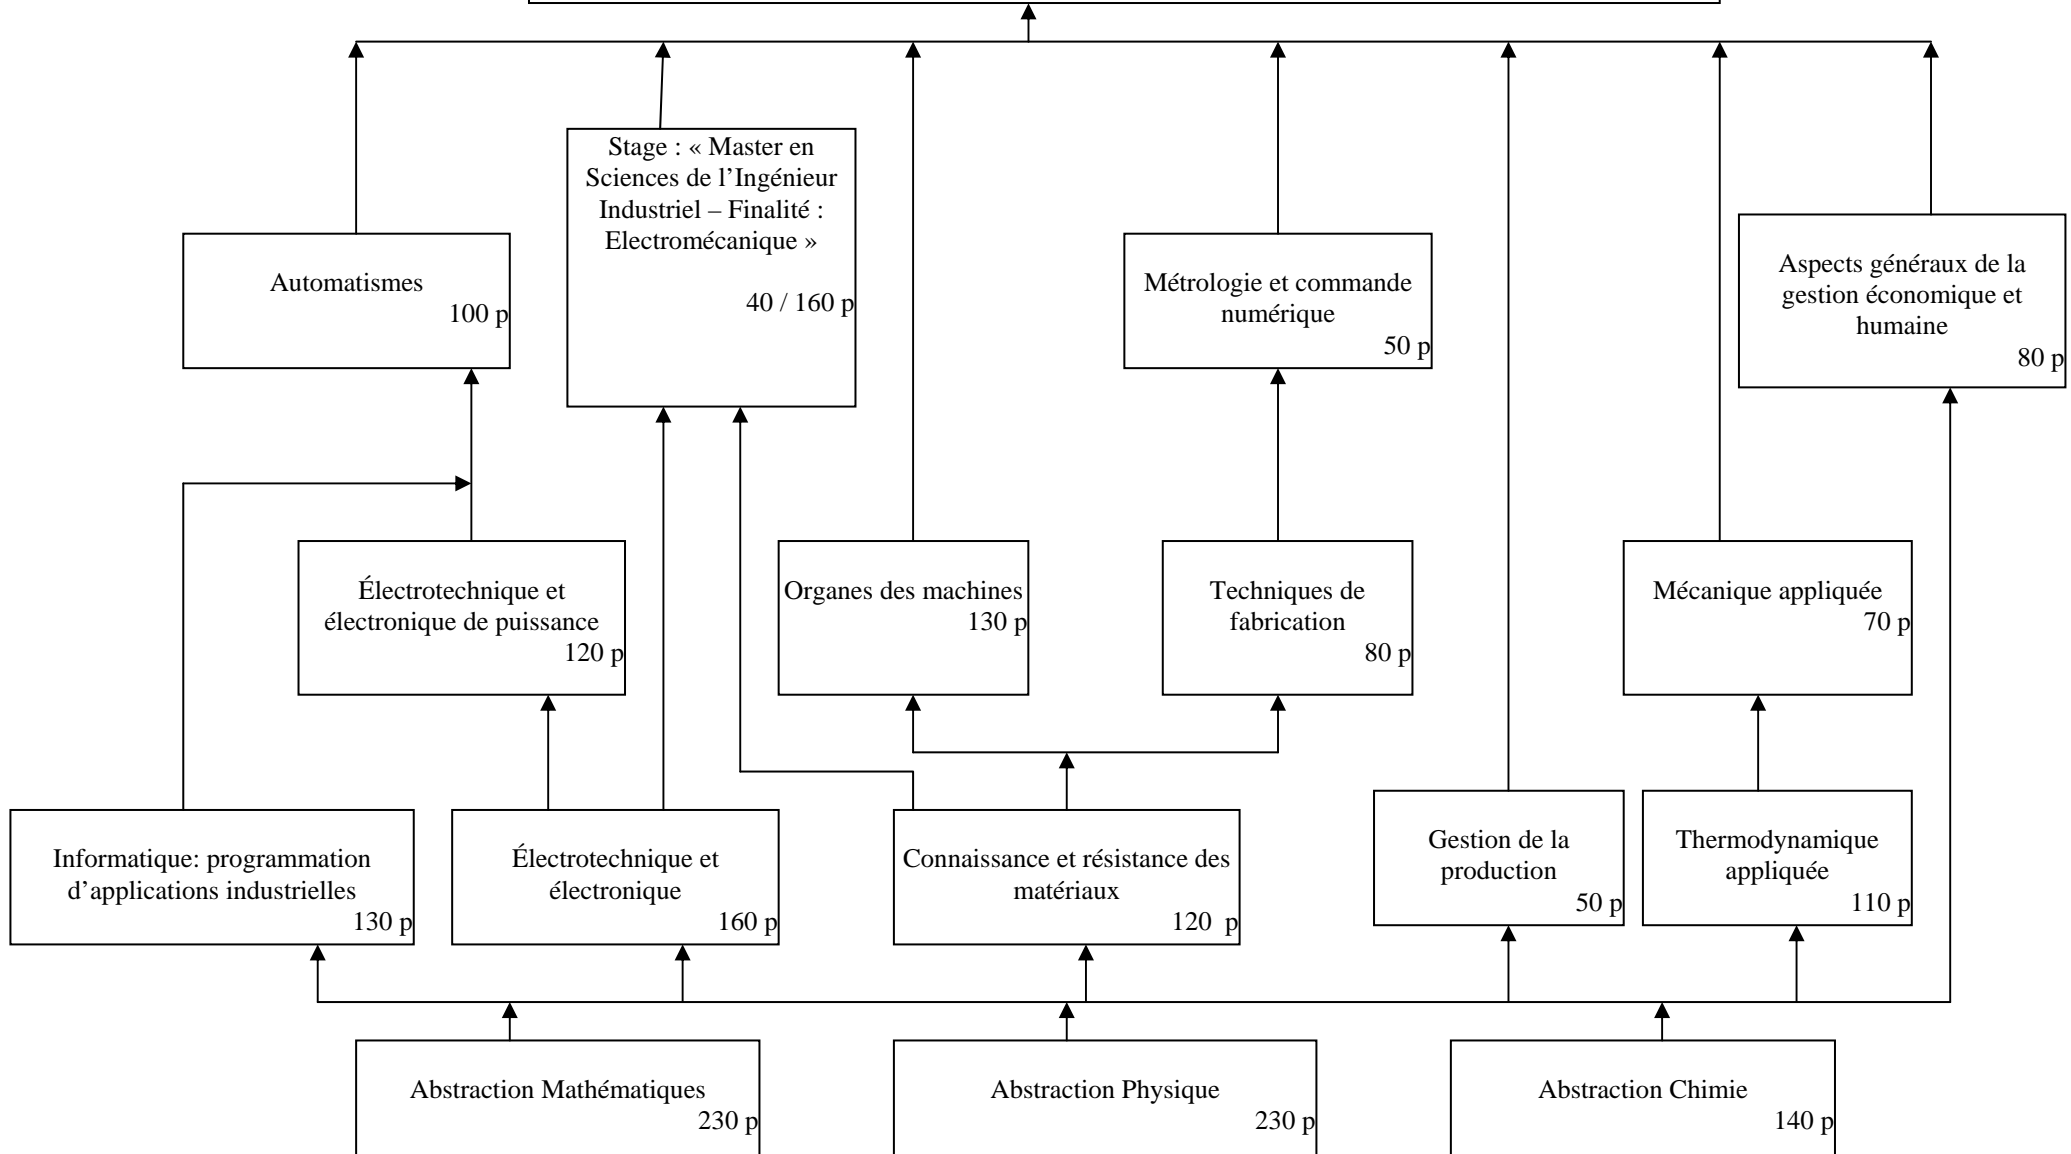 Stage : « Master en
Sciences de l’Ingénieur
Industriel – Finalité :
Electromécanique »
40 / 160 p
Automatismes
100 p
Métrologie et commande
numérique
50 p
Aspects généraux de la
gestion économique et
humaine
80 p
Électrotechnique et
électronique de puissance
120 p
Organes des machines
130 p
Techniques de
fabrication
80 p
Mécanique appliquée
70 p
Informatique: programmation
d’applications industrielles
130 p
Électrotechnique et
électronique
160 p
Connaissance et résistance des
matériaux
120  p
Gestion de la
production
50 p
Thermodynamique
appliquée
110 p
Abstraction Mathématiques
230 p
Abstraction Physique
230 p
Abstraction Chimie
140 p